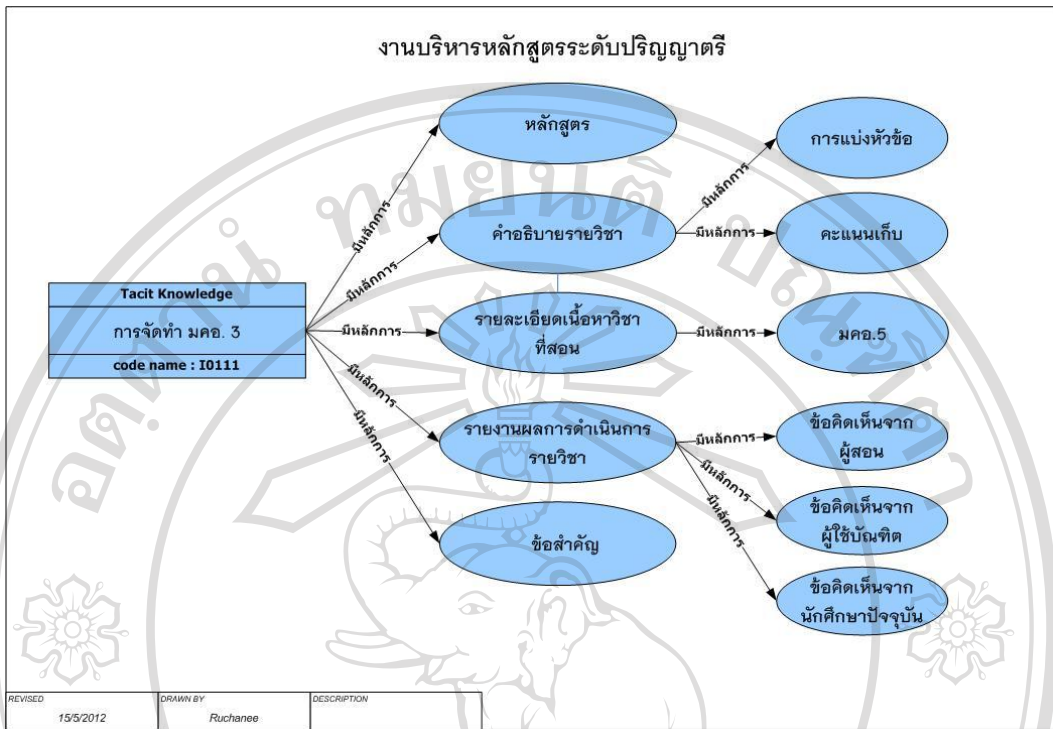 งานบริหารหลักสูตรระดับปริญญาตรี
หลักสูตร
การแบ่งหัวข้อ
มีหลักการ
มีหลักการ
คำอธิบายรายวิชา
มีหลักการ
คะแนนเก็บ
มีหลักการ
Tacit Knowledge
การจัดทำ มคอ. 3
code name : I0111
มีหลักการ
รายละเอียดเนื้อหาวิชา
ที่สอน
มีหลักการ
มคอ.5
มีหลักการ
รายงานผลการดำเนินการ
รายวิชา
มีหลักการ
ข้อคิดเห็นจาก
ผู้สอน
มีหลักการ
มีหลักการ
ข้อคิดเห็นจาก
ผู้ใช้บัณฑิต
ข้อสำคัญ
มีหลักการ
ข้อคิดเห็นจาก
นักศึกษาปัจจุบัน
REVISED
15/5/2012
DRAWN BY
Ruchanee
DESCRIPTION